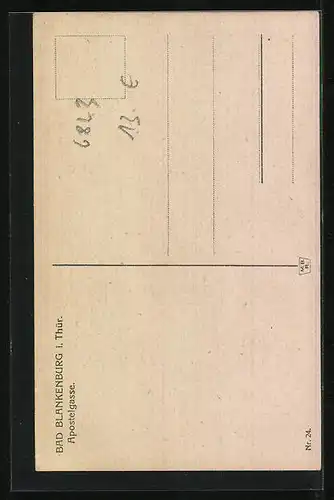 BAD BLANKENBURG i. Thür.
Apostelgasse.
Nr. 24.
6823
13.- €